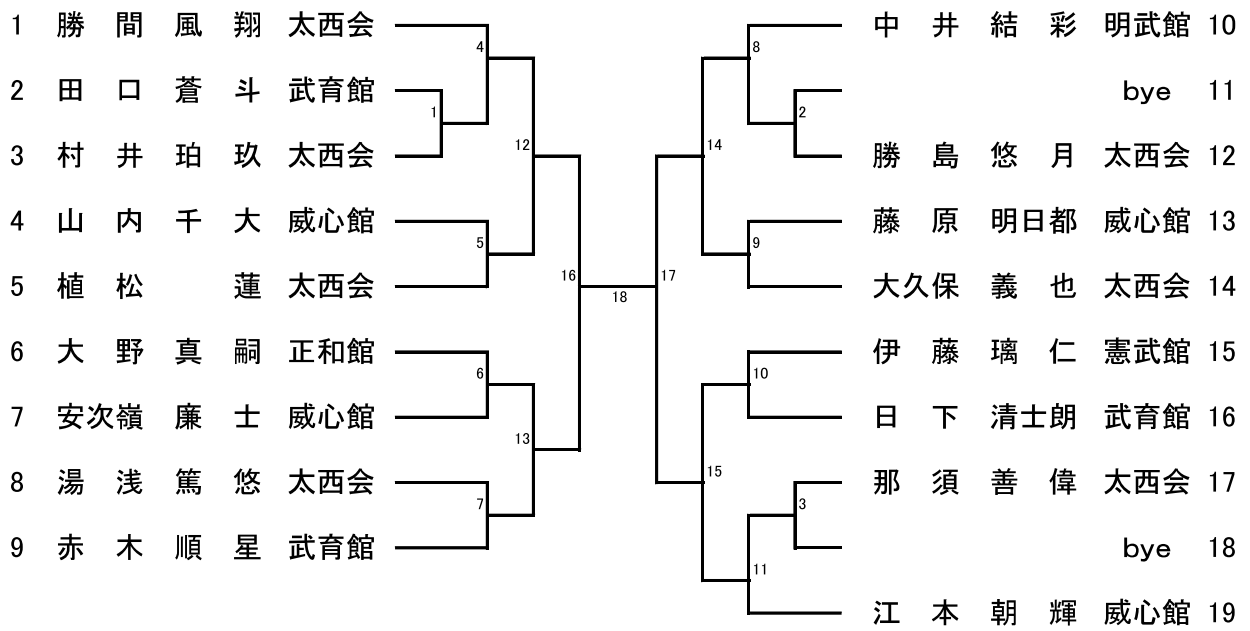 1 勝 間 風 翔 太西会
2 田 口 蒼 斗 武育館
3 村 井 珀 玖 太西会
4 山 内 千 大 威心館
5 植 松 蓮 太西会
6 大 野 真 嗣 正和館
7 安次嶺 廉 士 威心館
8 湯 浅 篤 悠 太西会
9 赤 木 順 星 武育館
4
1
12
5
16
6
13
7
18
17
8
2
14
9
10
15
3
11
中 井 結 彩 明武館 10
bye 11
勝 島 悠 月 太西会 12
藤 原 明日都 威心館 13
大久保 義 也 太西会 14
伊 藤 璃 仁 憲武館 15
日 下 清士朗 武育館 16
那 須 善 偉 太西会 17
bye 18
江 本 朝 輝 威心館 19